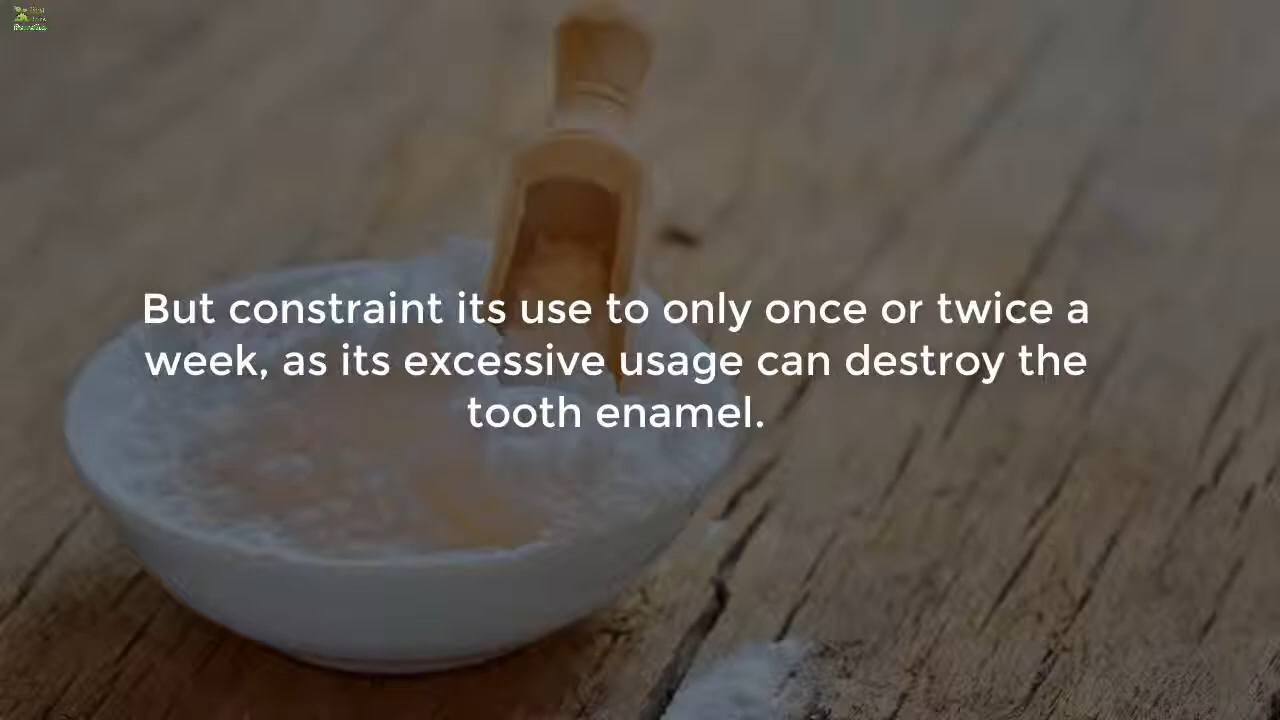 But constraint its use to only once or twice a
week, as its excessive usage can destroy the
tooth enamel.